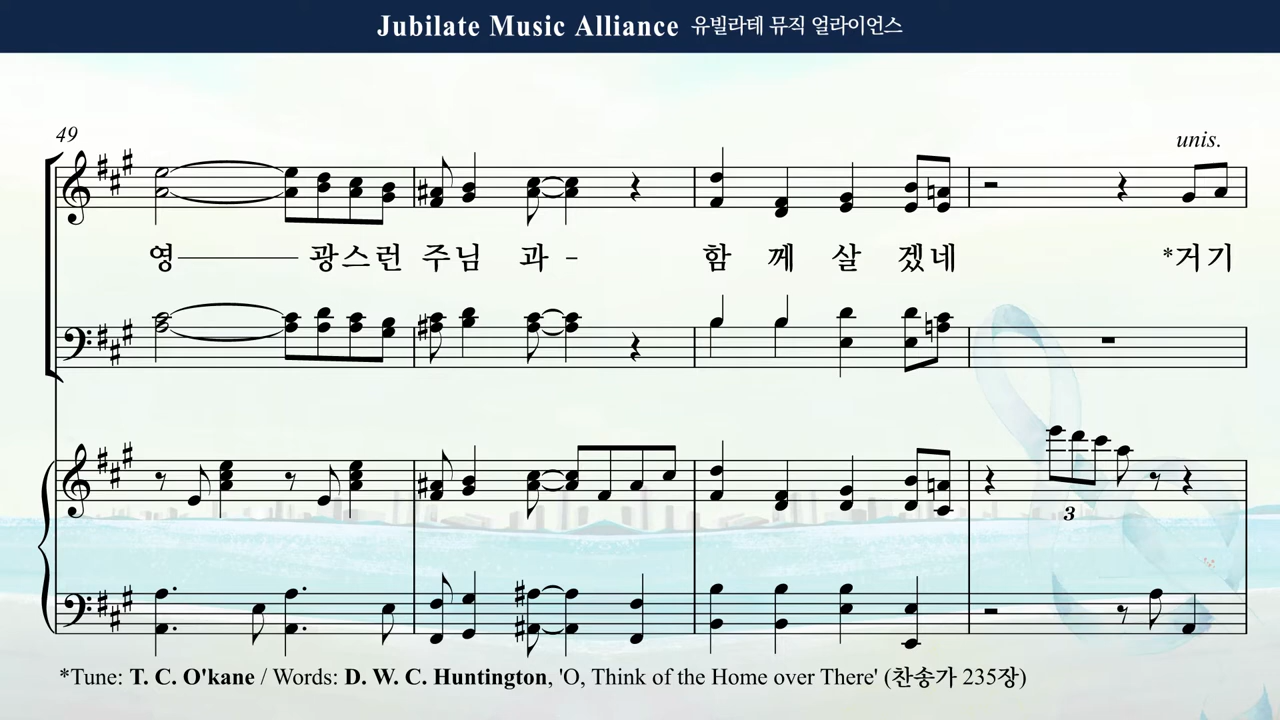 Jubilate Music Alliance 유빌라테 뮤직 얼라이언스
49
unis.
영 광스런 주님 과 - 함 께 살 겠네 *거기
3
*Tune: T. C. O'kane / Words: D. W. C. Huntington, 'O, Think of the Home over There' (찬송가 235장)